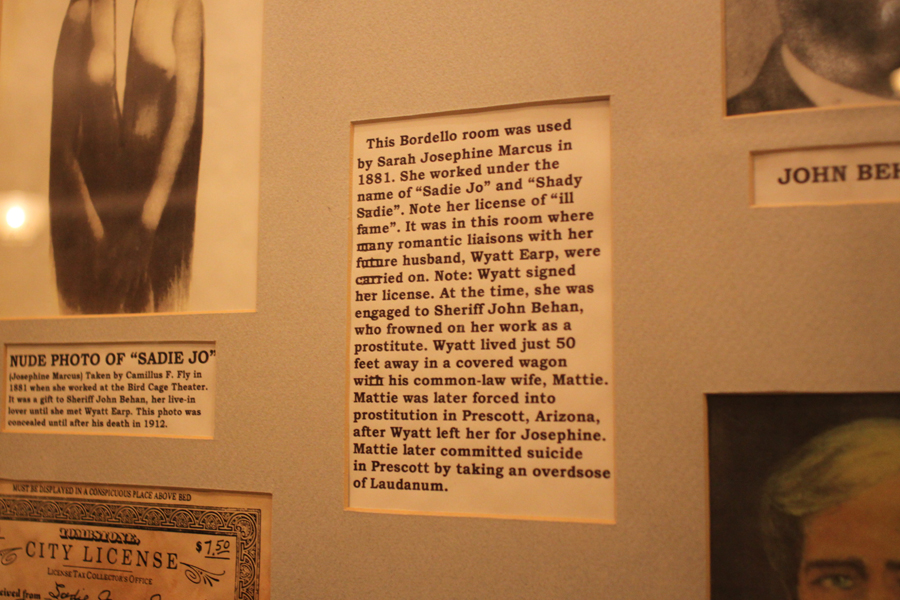 This Bordello room was used
by Sarah Josephine Marcus in
1881. She worked under the
name of “Sadie Jo” and “Shady
Sadie”. Note her license of “ill
fame”. It was in this room where
many romantic liaisons with her
future husband, Wyatt Earp, were
carried on. Note: Wyatt signed
her license. At the time, she was
engaged to Sheriff John Behan,
who frowned on her work as a
prostitute. Wyatt lived just 50
feet away in a covered wagon
with his common-law wife, Mattie.
Mattie was later forced into
prostitution in Prescott, Arizona,
after Wyatt left her for Josephine.
Mattie later committed suicide
in Prescott by taking an overdsose
of Laudanum.
JOHN BEH
NUDE PHOTO OF “SADIE JO”
(Josephine Marcus) Taken by Camillus F. Fly in
1881 when she worked at the Bird Cage Theater.
It was a gift to Sheriff John Behan, her live-in
lover until she met Wyatt Earp. This photo was
concealed until after his death in 1912.
MUST BE DISPLAYED IN A CONSPICUOUS PLACE ABOVE BED
TOMBSTONE,
CITY LICENSE $7.50
LICENSE TAX COLLECTOR'S OFFICE
ceived from Sadie